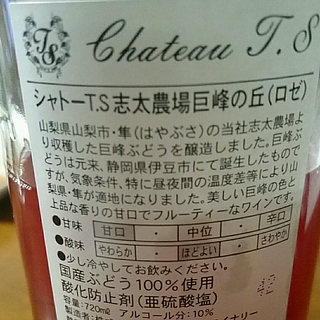 T.S
Chateau T.S
シャトーT.S志太農場巨峰の丘(ロゼ)
山梨県山梨市・隼(はやぶさ)の当社志太農場
より収穫した巨峰ぶどうを醸造しました。巨峰ぶ
どうは元来、静岡県伊豆市にて誕生したもので
すが、気象条件、特に昼夜間の温度差等により山
梨県・隼が適地になりました。美しい巨峰の色と
上品な香りの甘口でフルーティーなワインです。
●甘味 甘口 ・ 中位 ・ 辛口
●酸味 やわらか ・ ほどよい ・ さわやか
●少し冷やしてお飲みください。
国産ぶどう100%使用
酸化防止剤(亜硫酸塩)
容量:720ml アルコール分:10%